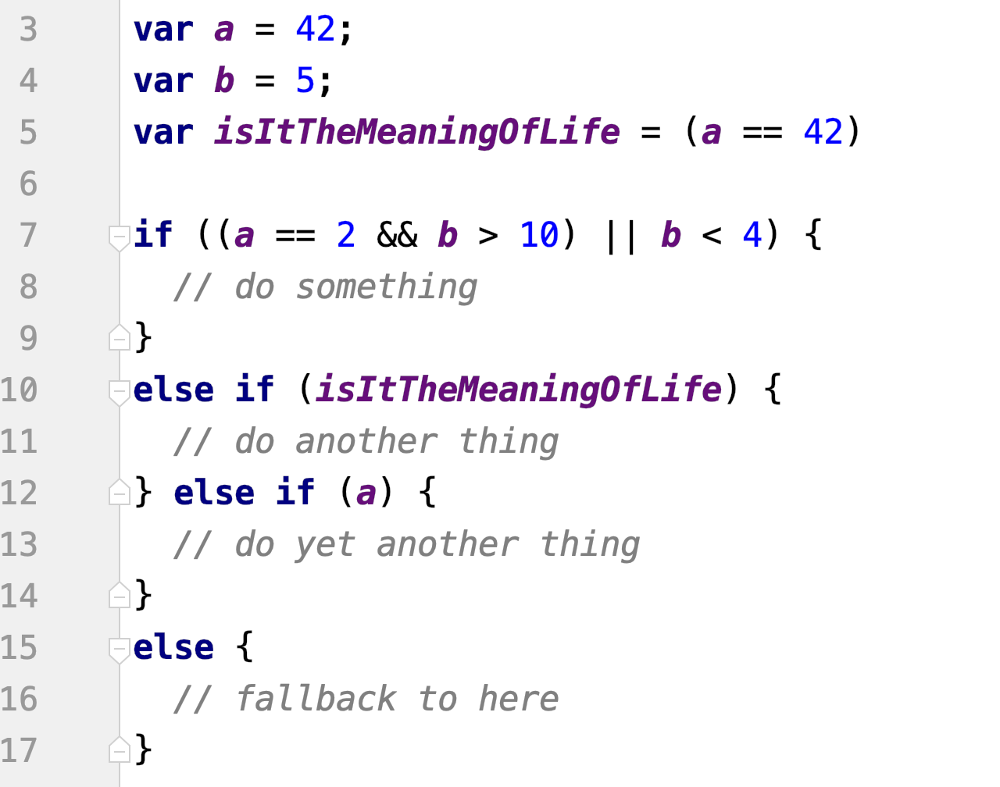 3 var a = 42;
4 var b = 5;
5 var isItTheMeaningOfLife = (a == 42)
6
7 if ((a == 2 && b > 10) || b < 4) {
8   // do something
9 }
10 else if (isItTheMeaningOfLife) {
11   // do another thing
12 } else if (a) {
13   // do yet another thing
14 }
15 else {
16   // fallback to here
17 }